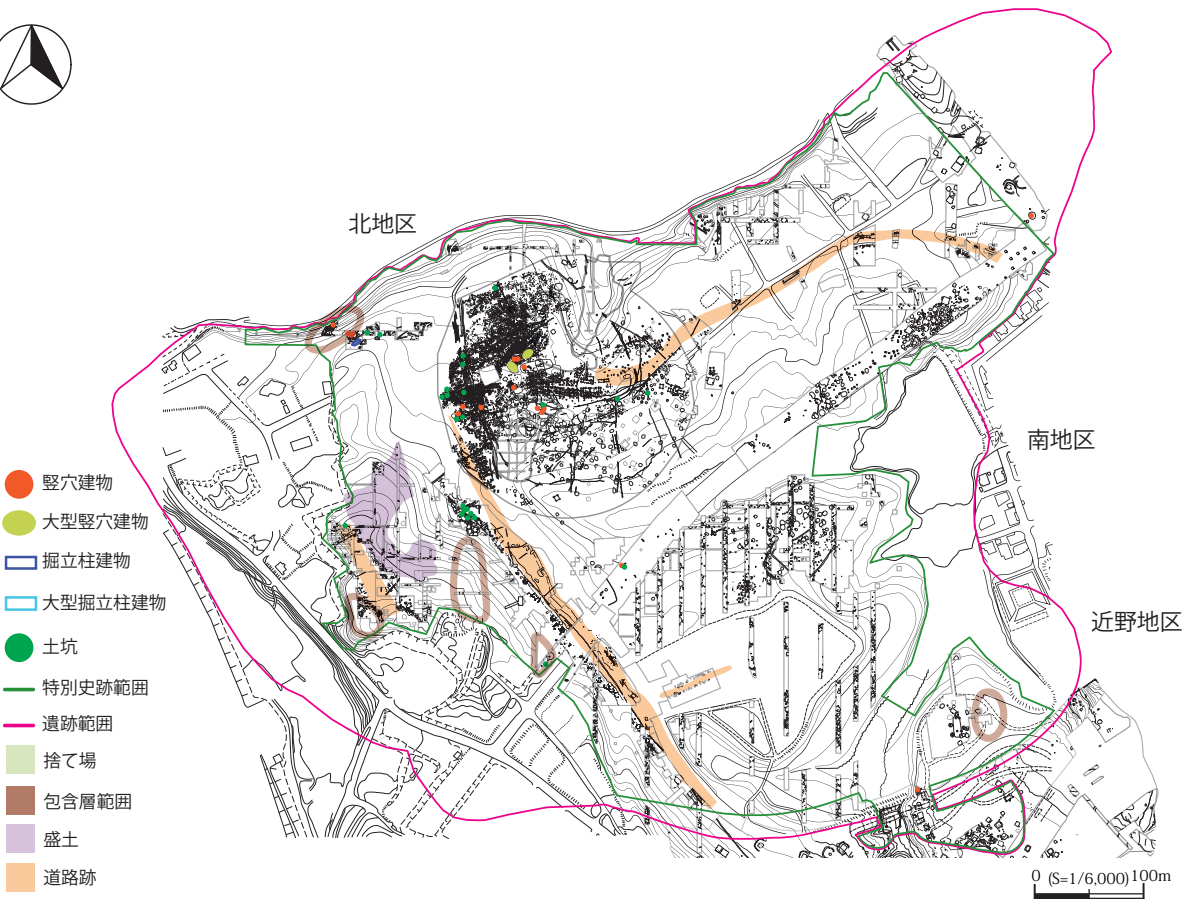 北地区
南地区
近野地区
竪穴建物
大型竪穴建物
掘立柱建物
大型掘立柱建物
土坑
特別史跡範囲
遺跡範囲
捨て場
包含層範囲
盛土
道路跡
0 (S=1/6,000) 100m